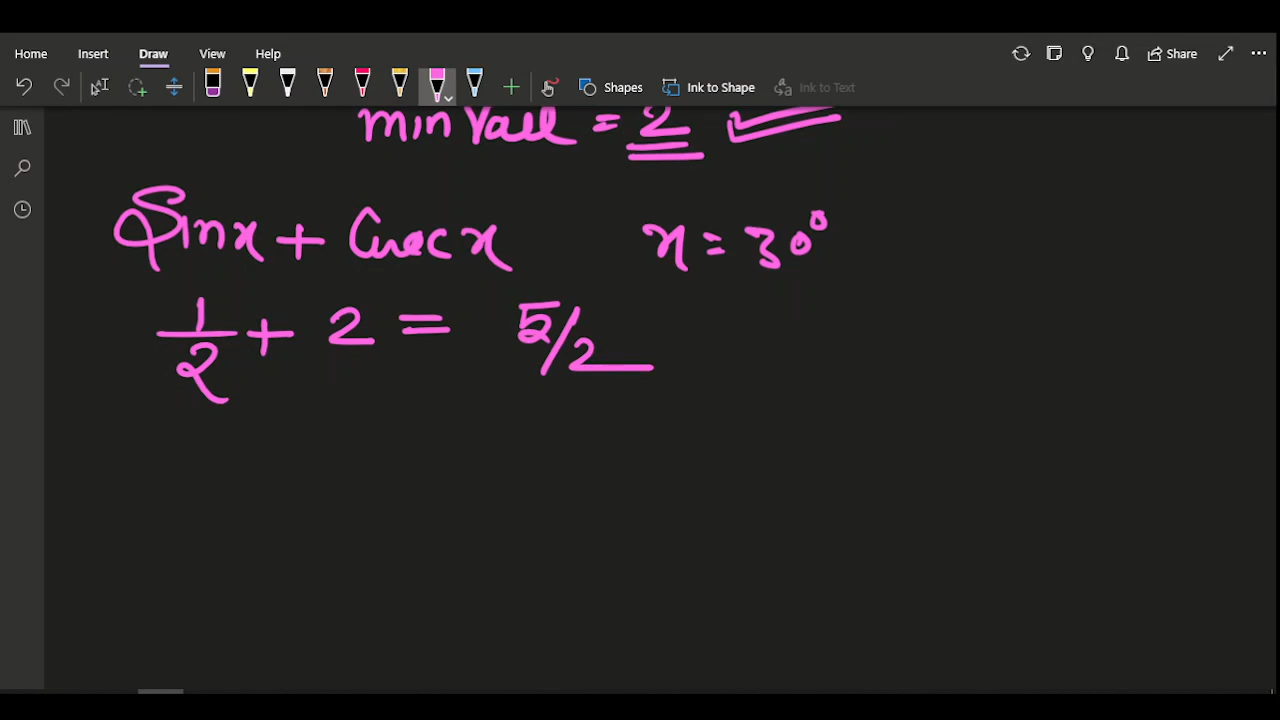 Home Insert Draw View Help Share
Shapes Ink to Shape Ink to Text
min Vall = 2
Sinx + Cosec x x = 30°
1/2 + 2 = 5/2